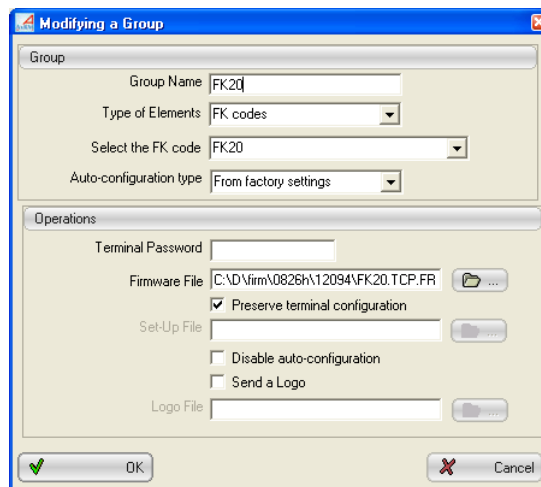 Modifying a Group
Group
Group Name FK20
Type of Elements FK codes
Select the FK code FK20
Auto-configuration type From factory settings
Operations
Terminal Password
Firmware File C:\D\firm\0826h\12094\FK20.TCP.FR ...
Preserve terminal configuration
Set-Up File ...
Disable auto-configuration
Send a Logo
Logo File ...
OK Cancel